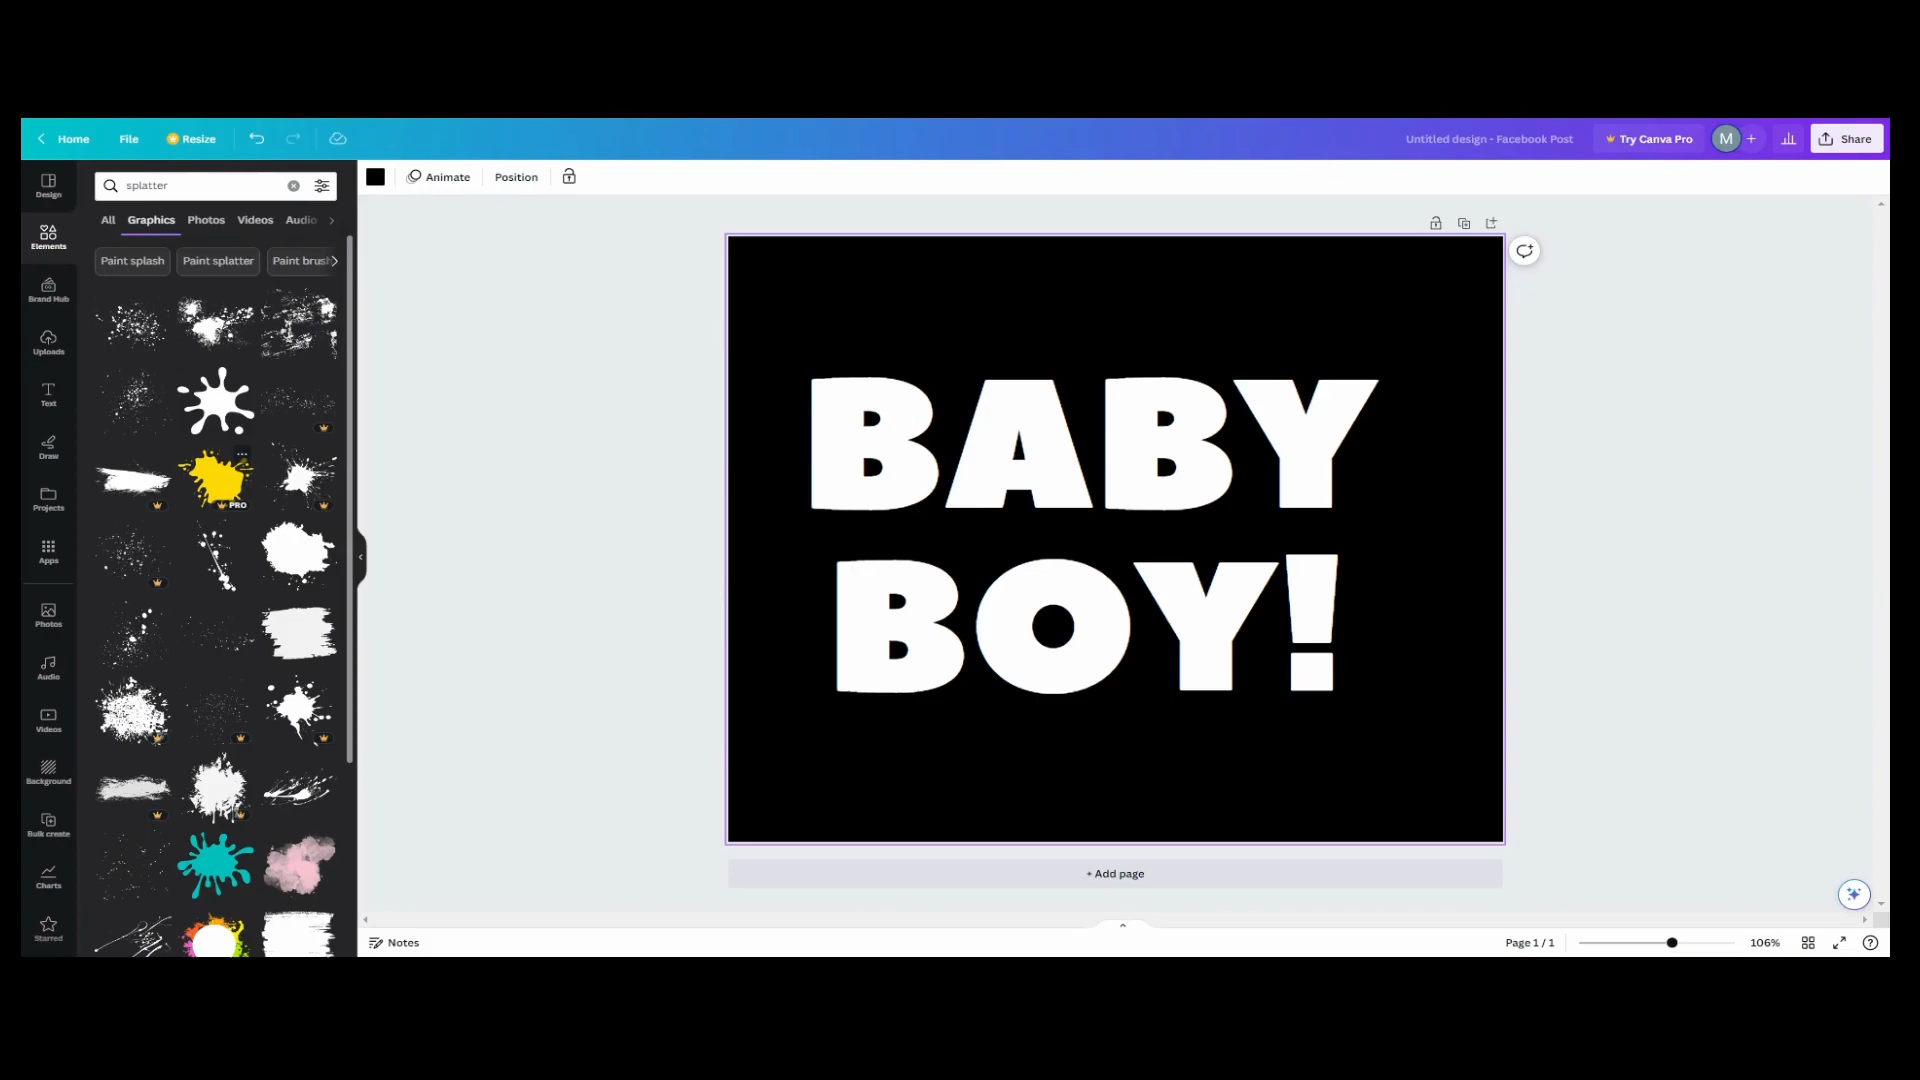 Home File Resize Untitled design - Facebook Post Try Canva Pro M + Share
Design
Elements
Brand Hub
Uploads
Text
Draw
Projects
Apps
Photos
Audio
Videos
Background
Bulk create
Charts
Starred
splatter
All Graphics Photos Videos Audio
Paint splash Paint splatter Paint brush
PRO
Animate Position
BABY
BOY!
+ Add page
Notes Page 1 / 1 106%